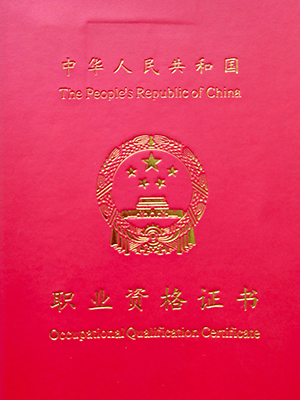 中华人民共和国
The People's Republic of China
职业资格证书
Occupational Qualification Certificate